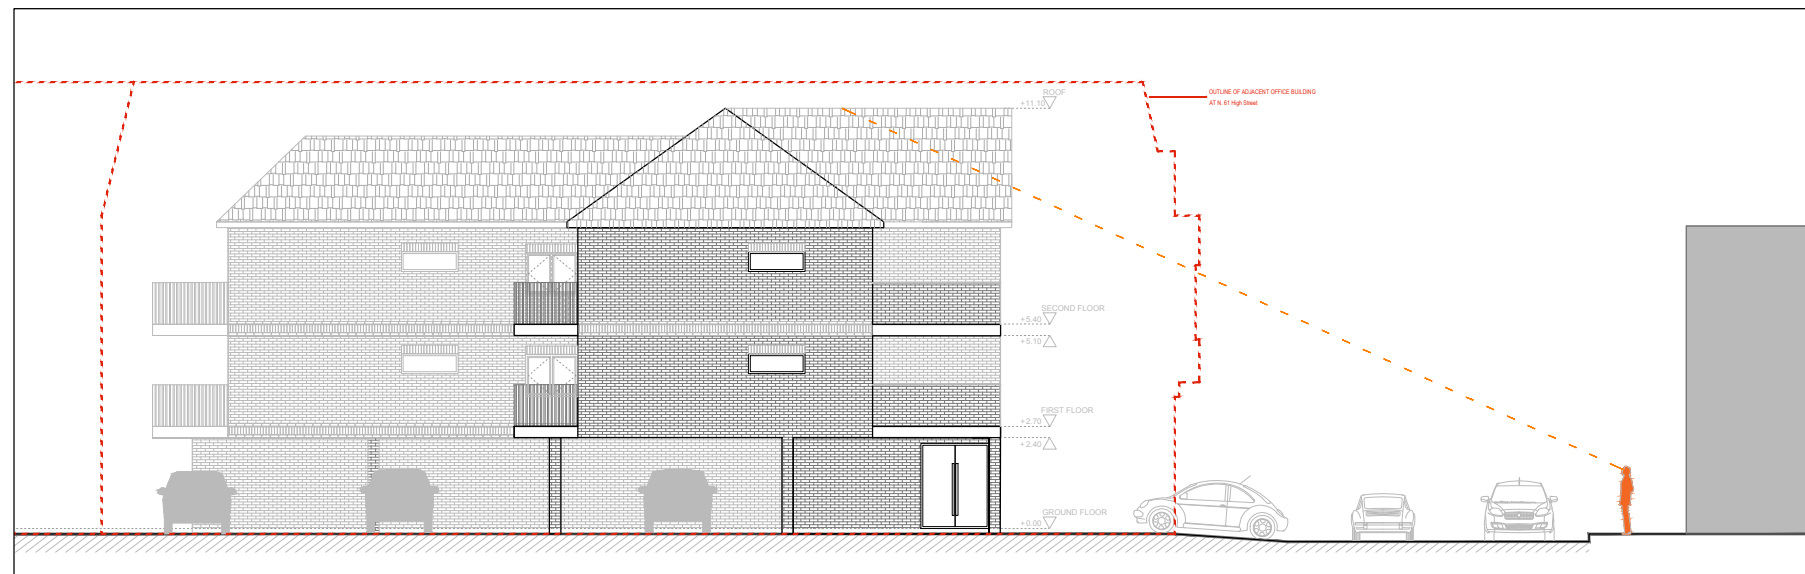 OUTLINE OF ADJACENT OFFICE BUILDING
AT N. 61 High Street
ROOF
+11.10
SECOND FLOOR
+5.40
+5.10
FIRST FLOOR
+2.70
+2.40
GROUND FLOOR
+0.00